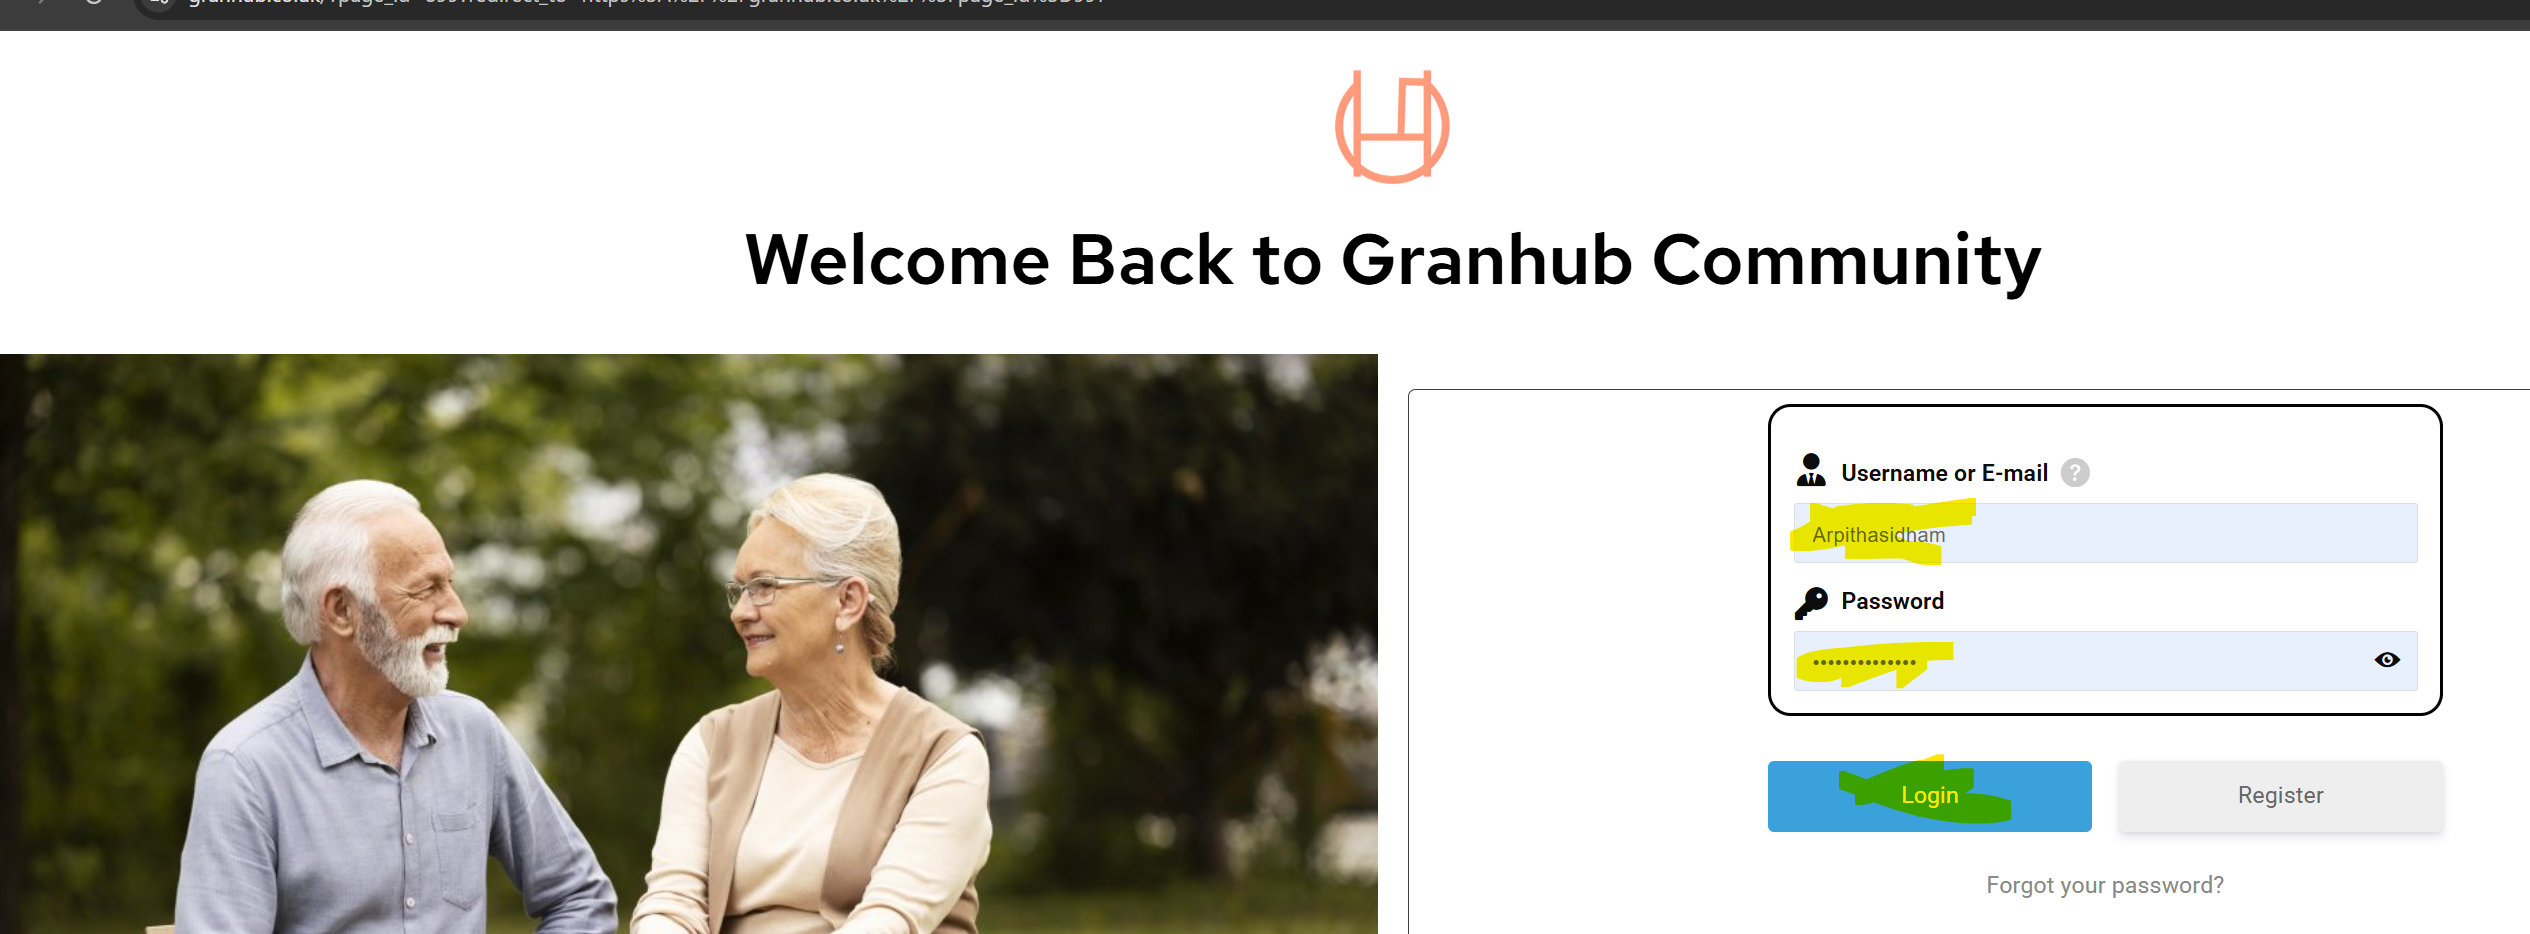 Welcome Back to Granhub Community
Username or E-mail ?
Arpithasidham
Password
••••••••••••••
Login
Register
Forgot your password?